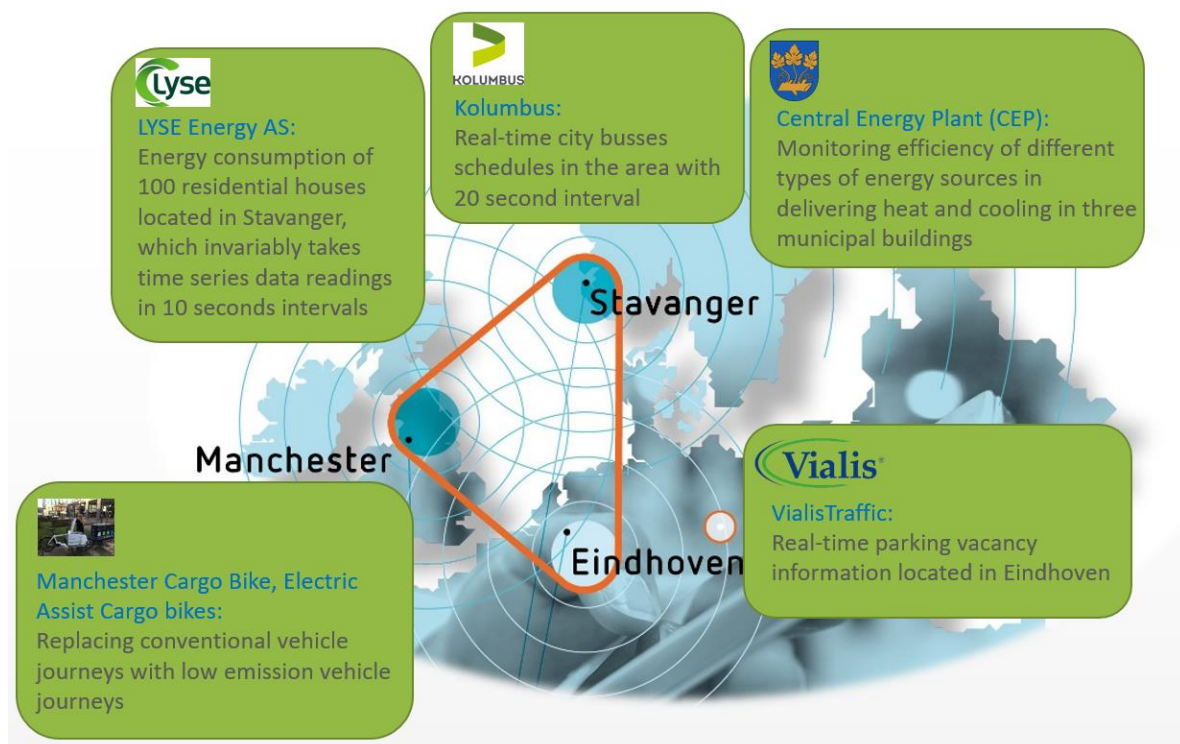 Lyse
LYSE Energy AS:
Energy consumption of
100 residential houses
located in Stavanger,
which invariably takes
time series data readings
in 10 seconds intervals
KOLUMBUS
Kolumbus:
Real-time city busses
schedules in the area with
20 second interval
Central Energy Plant (CEP):
Monitoring efficiency of different
types of energy sources in
delivering heat and cooling in three
municipal buildings
Stavanger
Manchester
Eindhoven
Vialis
VialisTraffic:
Real-time parking vacancy
information located in Eindhoven
Manchester Cargo Bike, Electric
Assist Cargo bikes:
Replacing conventional vehicle
journeys with low emission vehicle
journeys